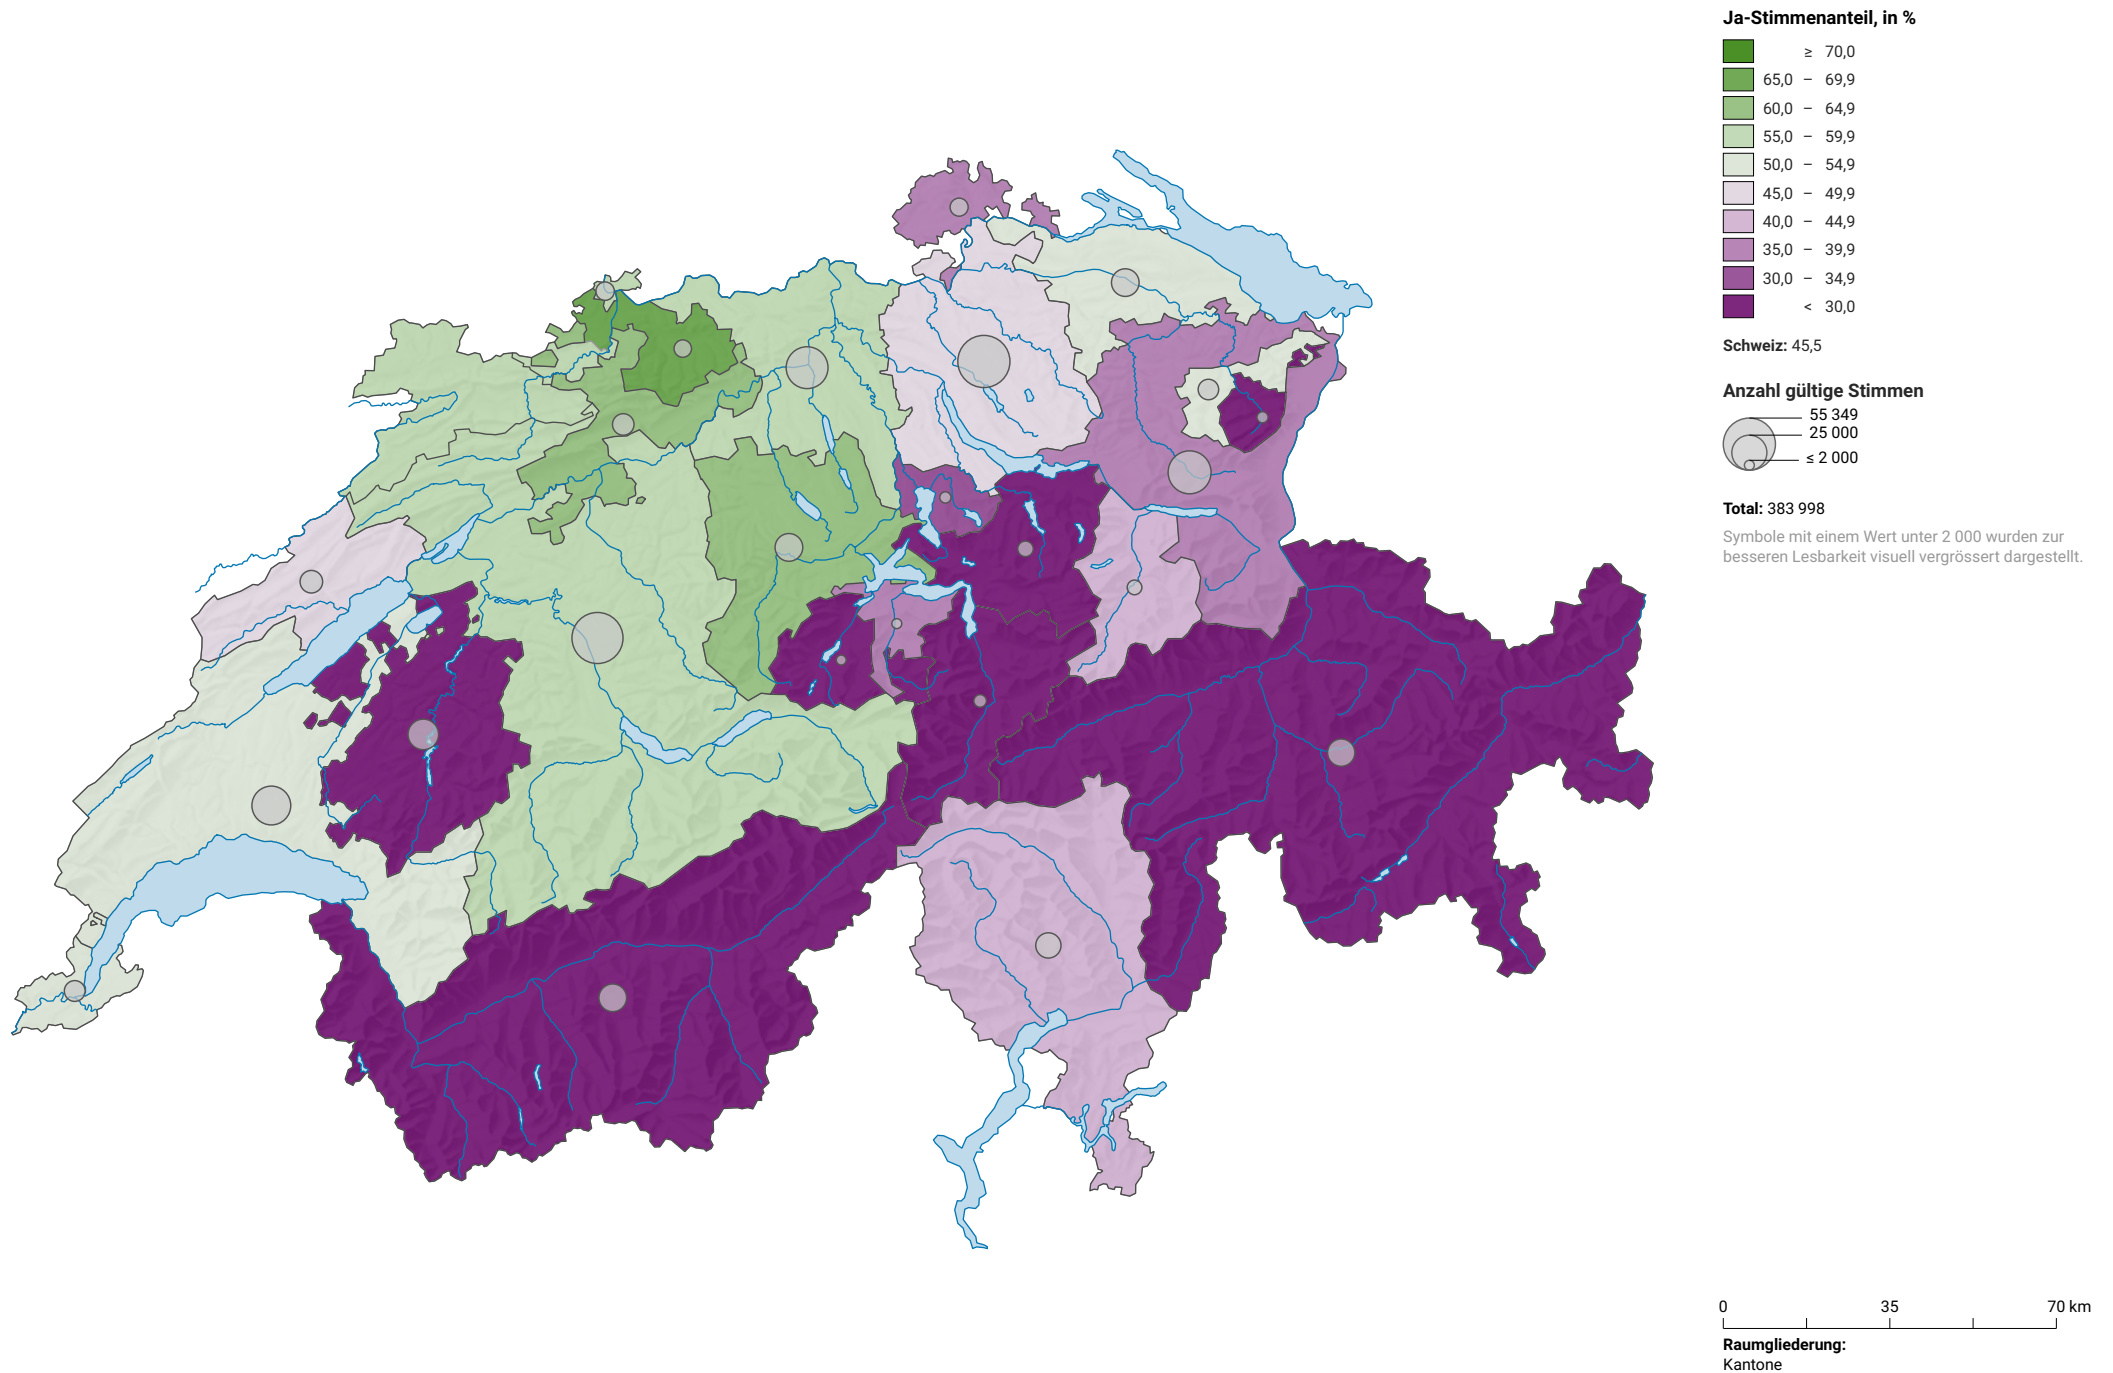 Ja-Stimmenanteil, in %
≥ 70,0
65,0 – 69,9
60,0 – 64,9
55,0 – 59,9
50,0 – 54,9
45,0 – 49,9
40,0 – 44,9
35,0 – 39,9
30,0 – 34,9
< 30,0
Schweiz: 45,5
Anzahl gültige Stimmen
55 349
25 000
≤ 2 000
Total: 383 998
Symbole mit einem Wert unter 2 000 wurden zur
besseren Lesbarkeit visuell vergrössert dargestellt.
0 35 70 km
Raumgliederung:
Kantone